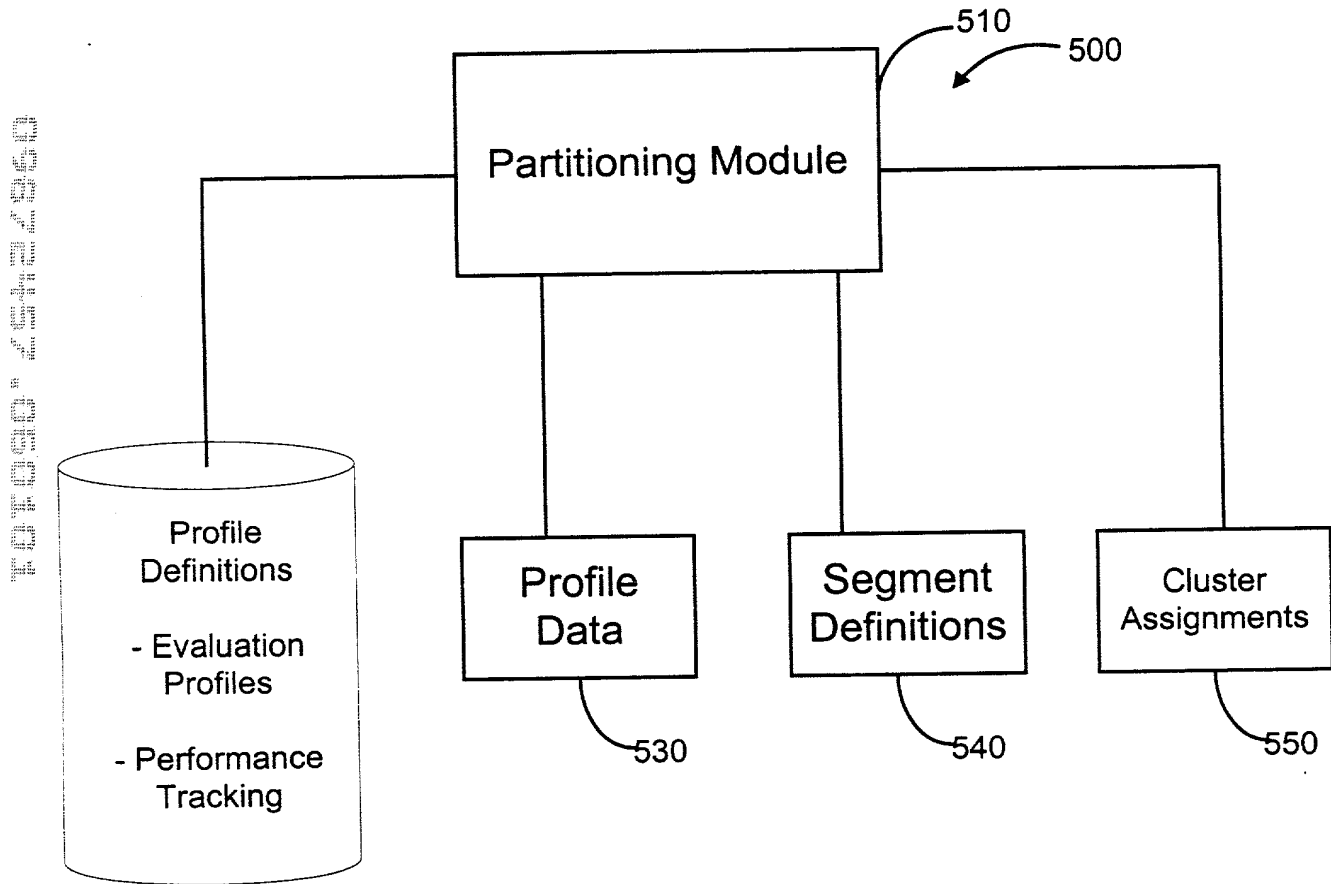 510
500
Partitioning Module
Profile
Definitions
- Evaluation
Profiles
- Performance
Tracking
Profile
Data
Segment
Definitions
Cluster
Assignments
530
540
550